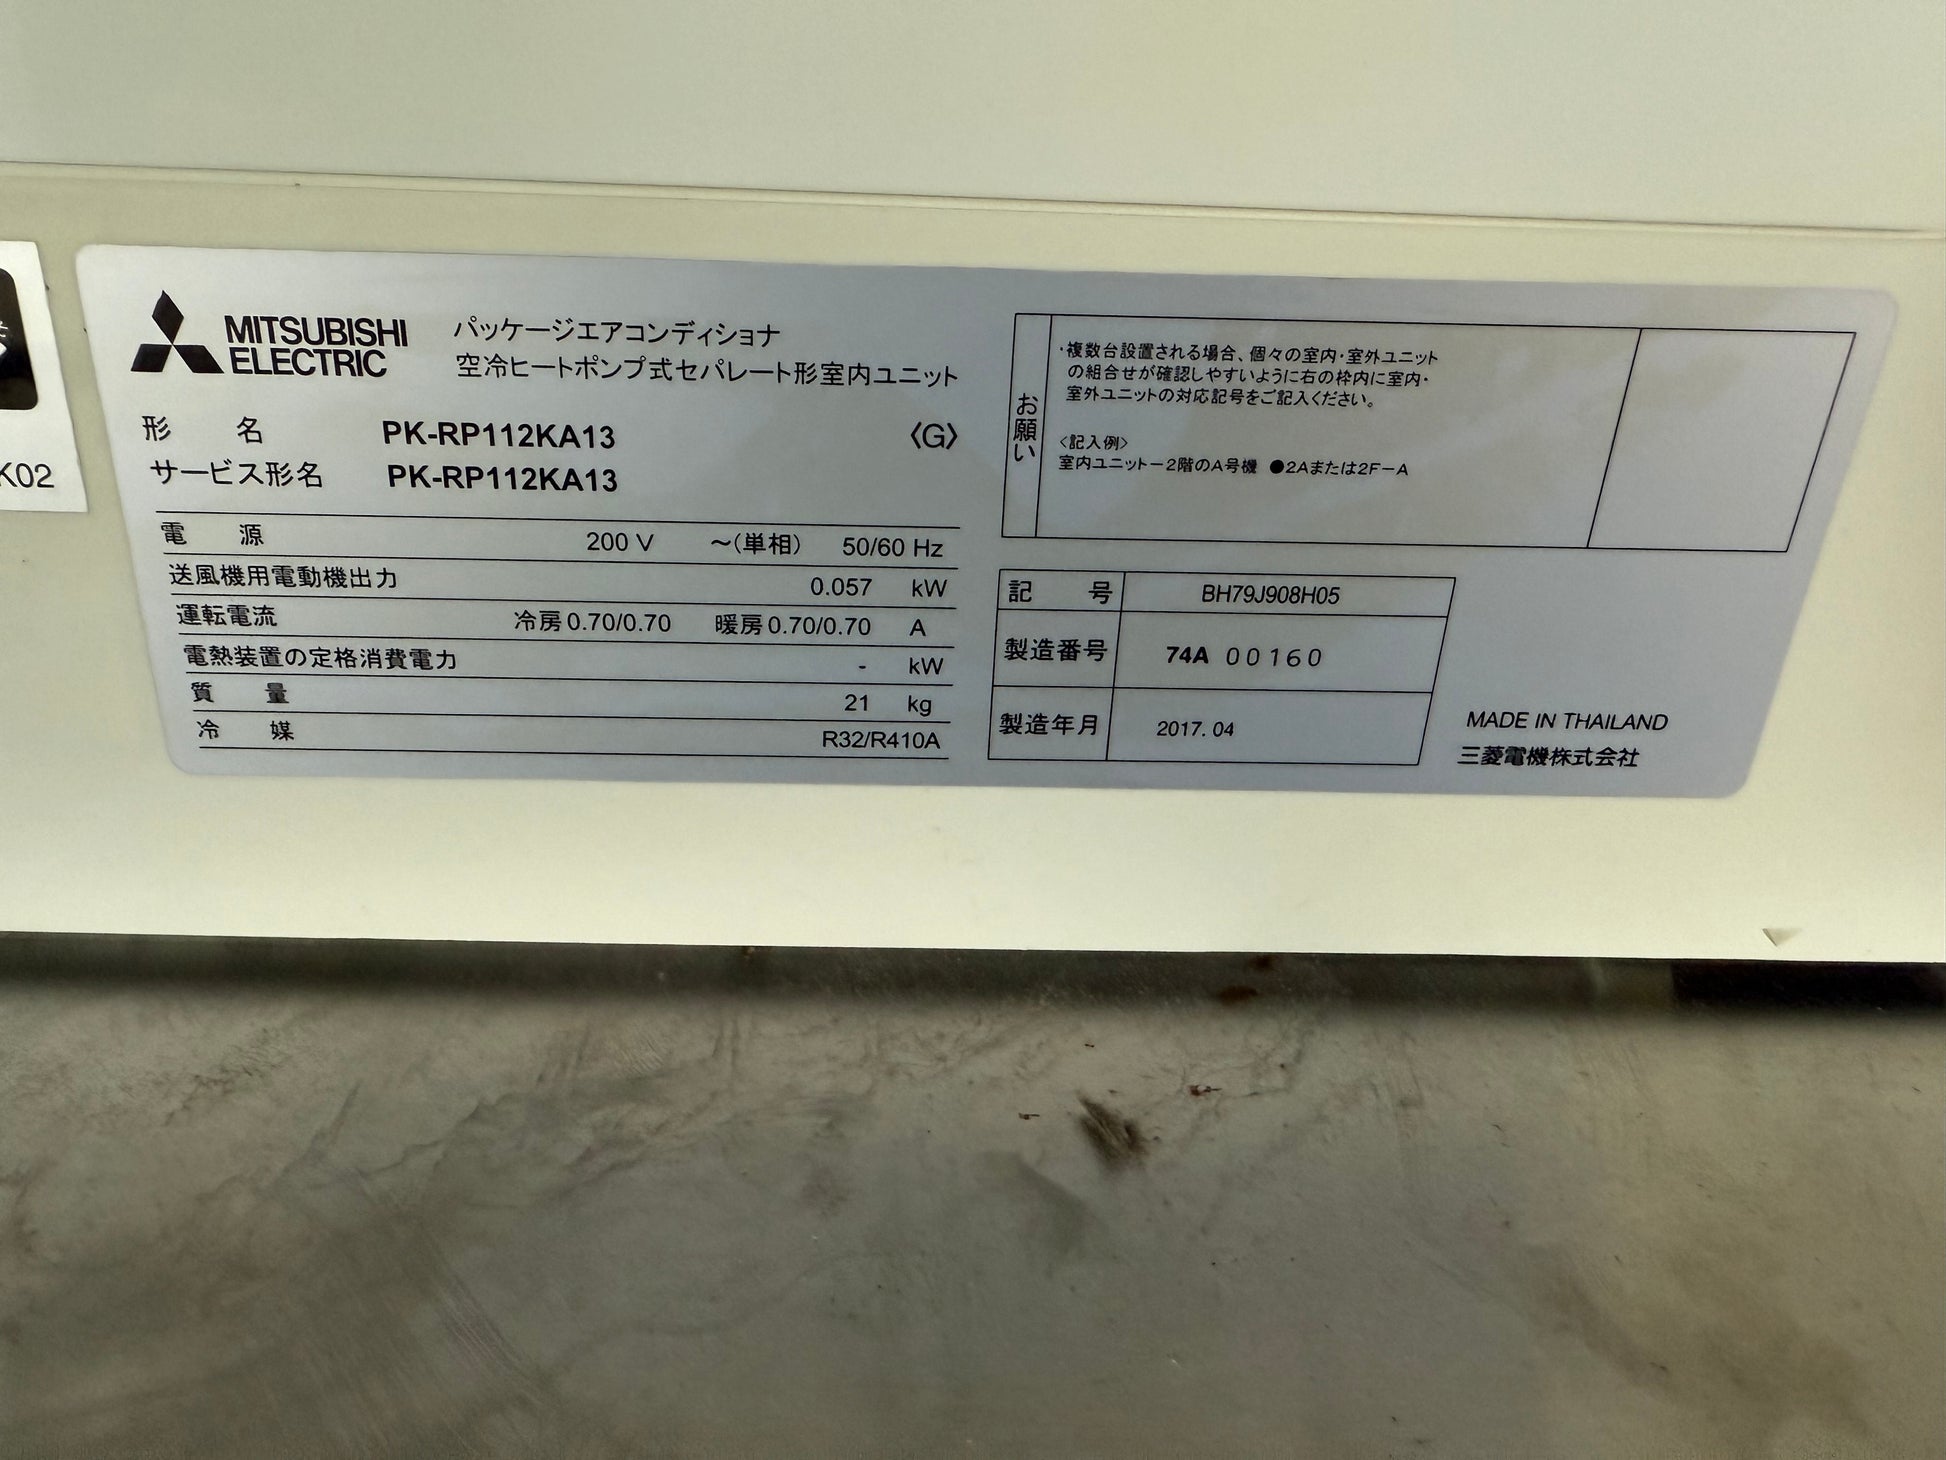 K02
MITSUBISHI
ELECTRIC
パッケージエアコンディショナ
空冷ヒートポンプ式セパレート形室内ユニット
形 名 PK-RP112KA13 〈G〉
サービス形名 PK-RP112KA13
電 源 200 V ～(単相) 50/60 Hz
送風機用電動機出力 0.057 kW
運転電流 冷房0.70/0.70 暖房0.70/0.70 A
電熱装置の定格消費電力 - kW
質 量 21 kg
冷 媒 R32/R410A
お願い
・複数台設置される場合、個々の室内・室外ユニット
の組合せが確認しやすいように右の枠内に室内・
室外ユニットの対応記号をご記入ください。
〈記入例〉
室内ユニットー2階のA号機 ●2Aまたは2F－A
記 号 BH79J908H05
製造番号 74A 00160
製造年月 2017. 04
MADE IN THAILAND
三菱電機株式会社